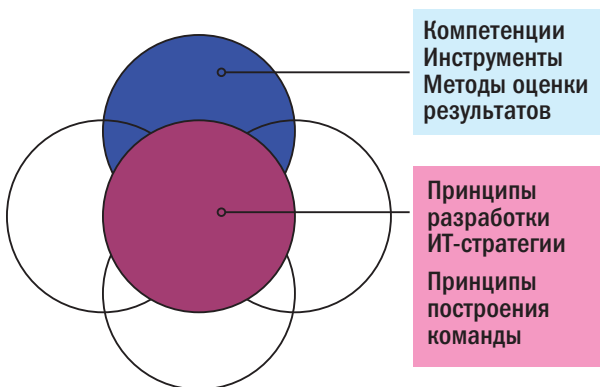 Компетенции
Инструменты
Методы оценки
результатов
Принципы
разработки
ИТ-стратегии
Принципы
построения
команды